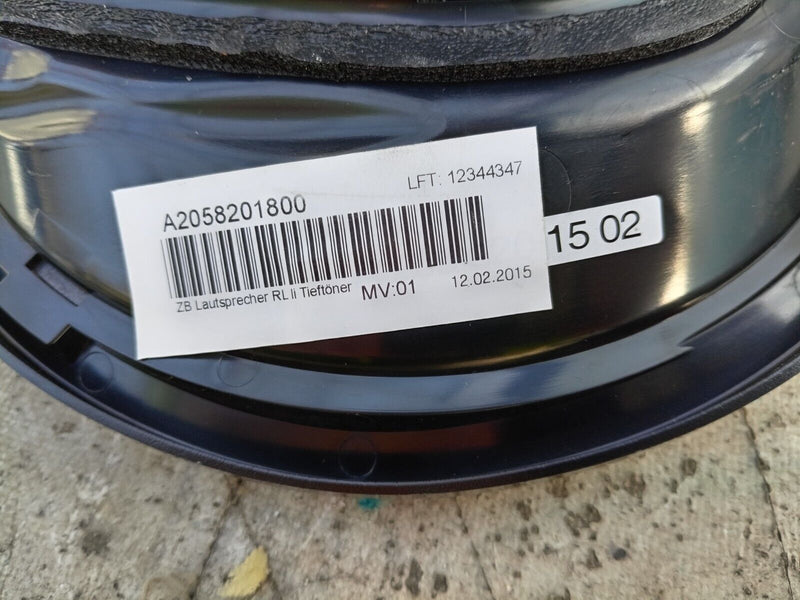 LFT: 12344347
A2058201800
ZB Lautsprecher RL li Tieftöner MV:01 12.02.2015
15 02